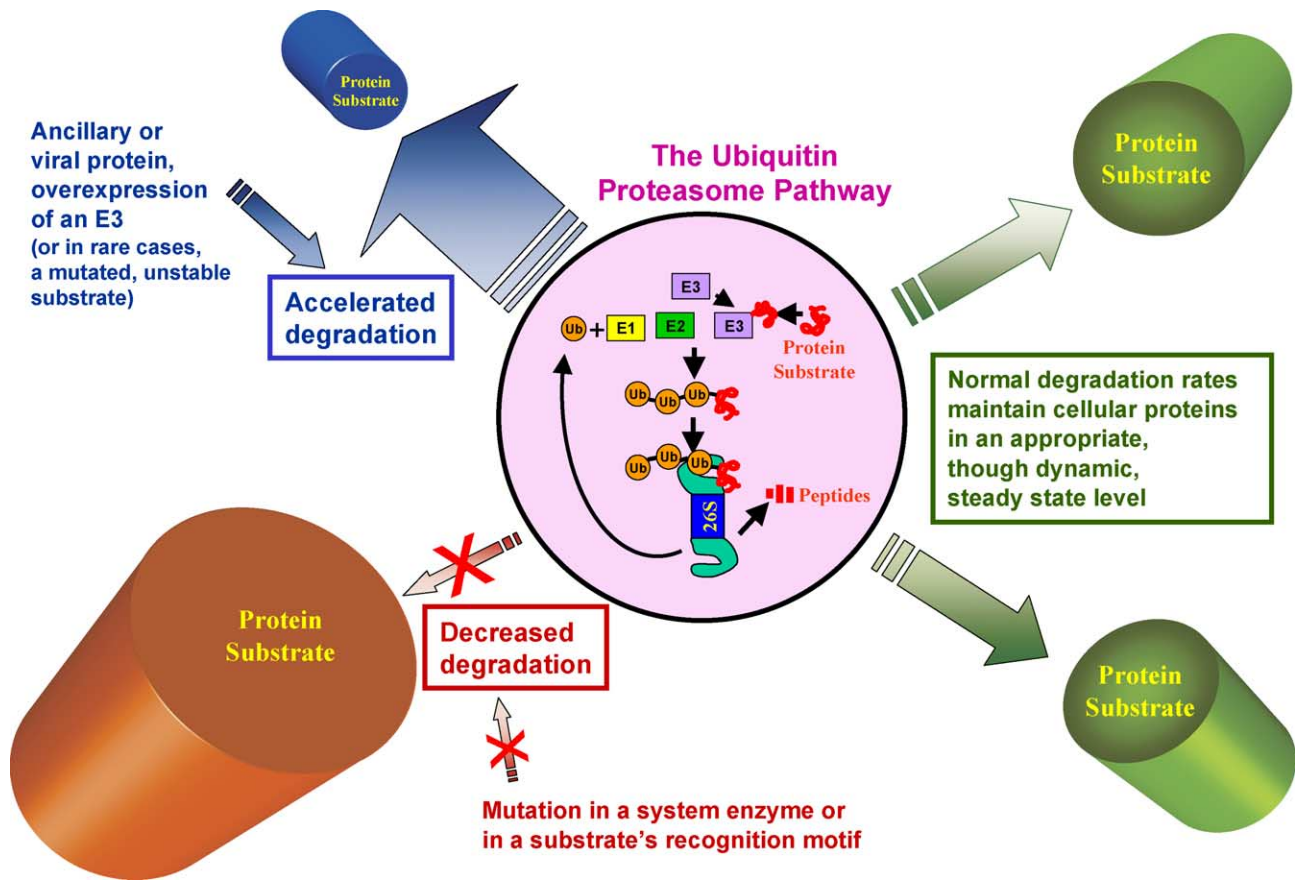 Protein
Substrate
Ancillary or
viral protein,
overexpression
of an E3
(or in rare cases,
a mutated, unstable
substrate)
Accelerated
degradation
The Ubiquitin
Proteasome Pathway
Protein
Substrate
E3
Ub + E1 E2 E3
Protein
Substrate
Ub Ub Ub
Ub Ub Ub
26S
Peptides
Normal degradation rates
maintain cellular proteins
in an appropriate,
though dynamic,
steady state level
Protein
Substrate
Decreased
degradation
Protein
Substrate
Mutation in a system enzyme or
in a substrate's recognition motif